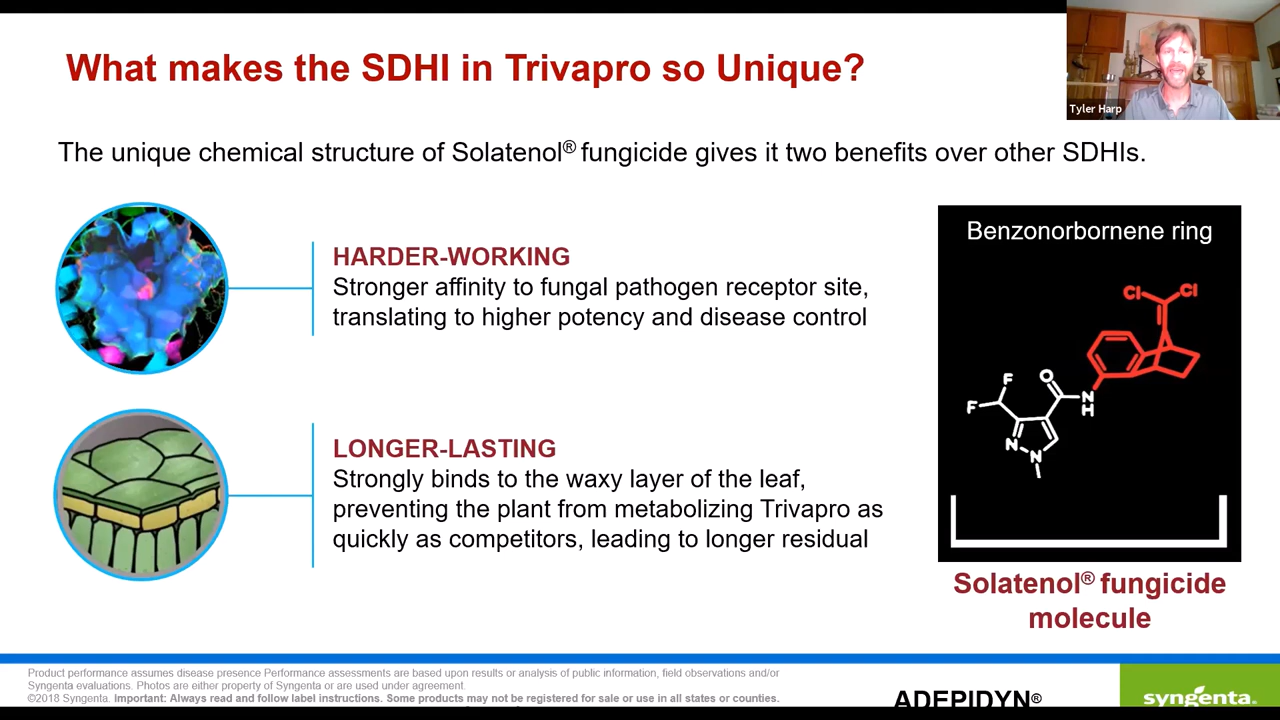 What makes the SDHI in Trivapro so Unique?
Tyler Harp
The unique chemical structure of Solatenol® fungicide gives it two benefits over other SDHIs.
HARDER-WORKING
Stronger affinity to fungal pathogen receptor site,
translating to higher potency and disease control
LONGER-LASTING
Strongly binds to the waxy layer of the leaf,
preventing the plant from metabolizing Trivapro as
quickly as competitors, leading to longer residual
Benzonorbornene ring
Cl Cl
F
F
O
N
H
N
N
Solatenol® fungicide
molecule
Product performance assumes disease presence Performance assessments are based upon results or analysis of public information, field observations and/or
Syngenta evaluations. Photos are either property of Syngenta or are used under agreement.
©2018 Syngenta. Important: Always read and follow label instructions. Some products may not be registered for sale or use in all states or counties.
ADEPIDYN®
syngenta.